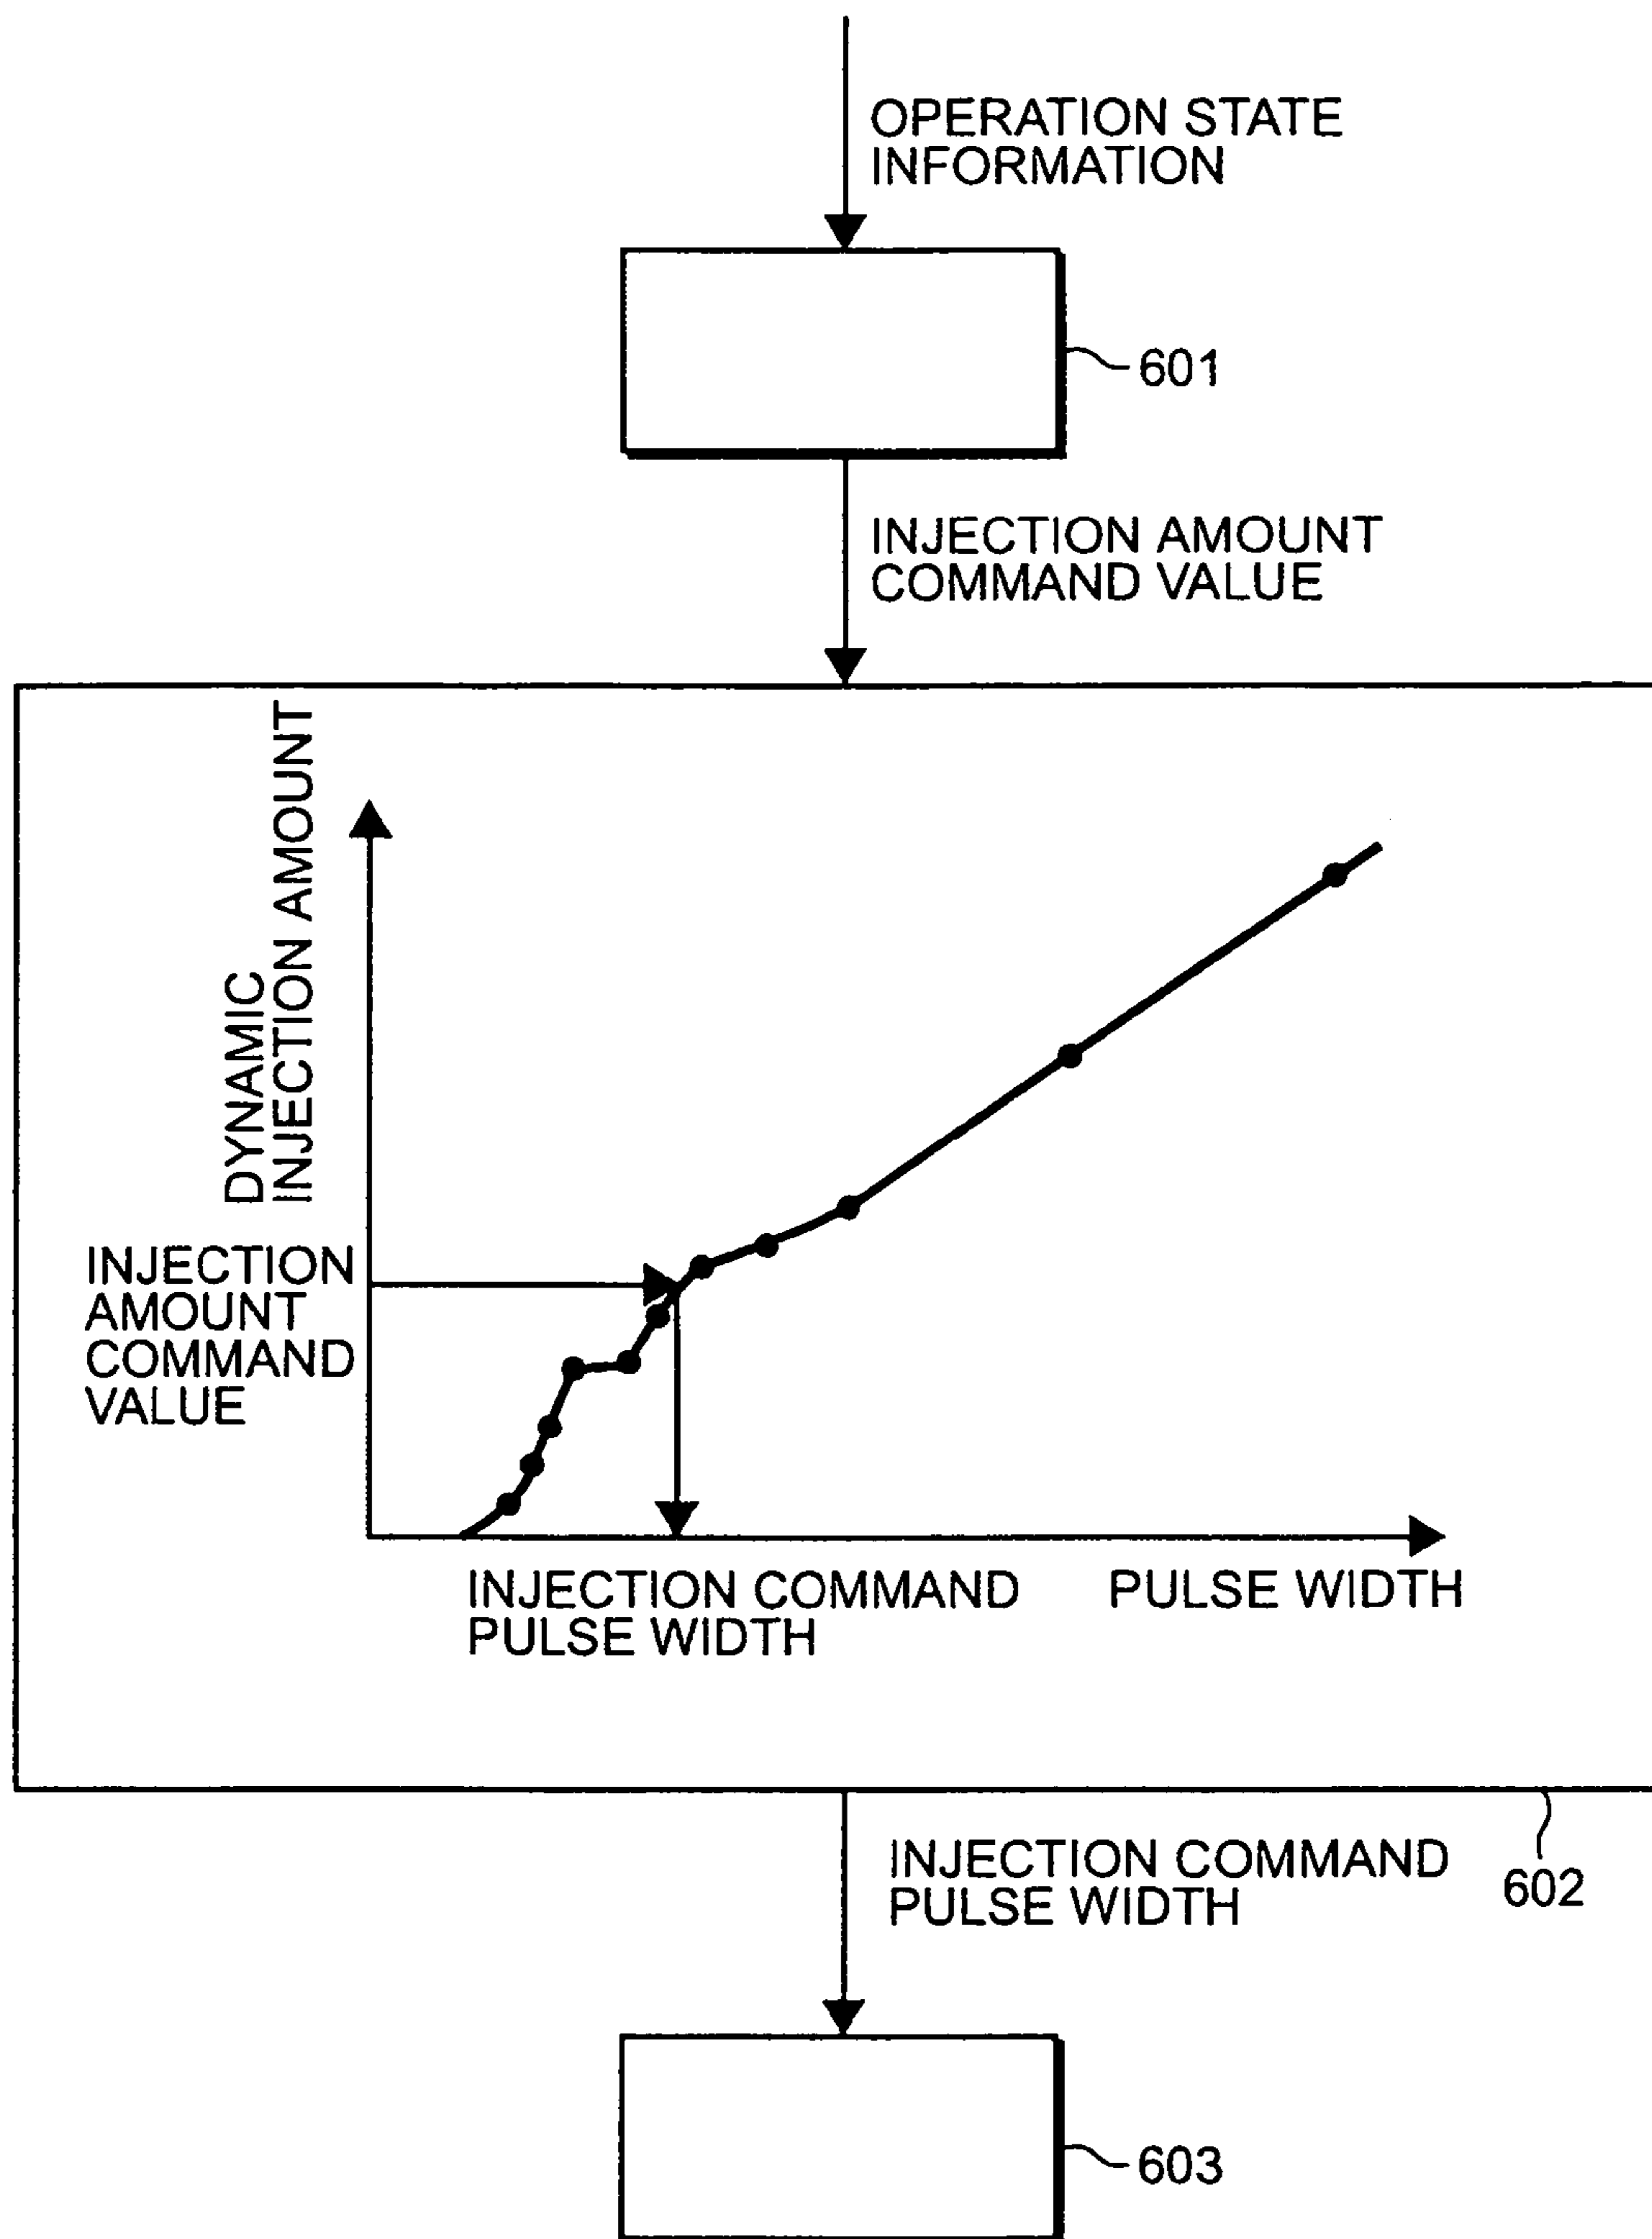 OPERATION STATE
INFORMATION
601
INJECTION AMOUNT
COMMAND VALUE
DYNAMIC
INJECTION AMOUNT
INJECTION
AMOUNT
COMMAND
VALUE
INJECTION COMMAND
PULSE WIDTH
PULSE WIDTH
INJECTION COMMAND
PULSE WIDTH
602
603